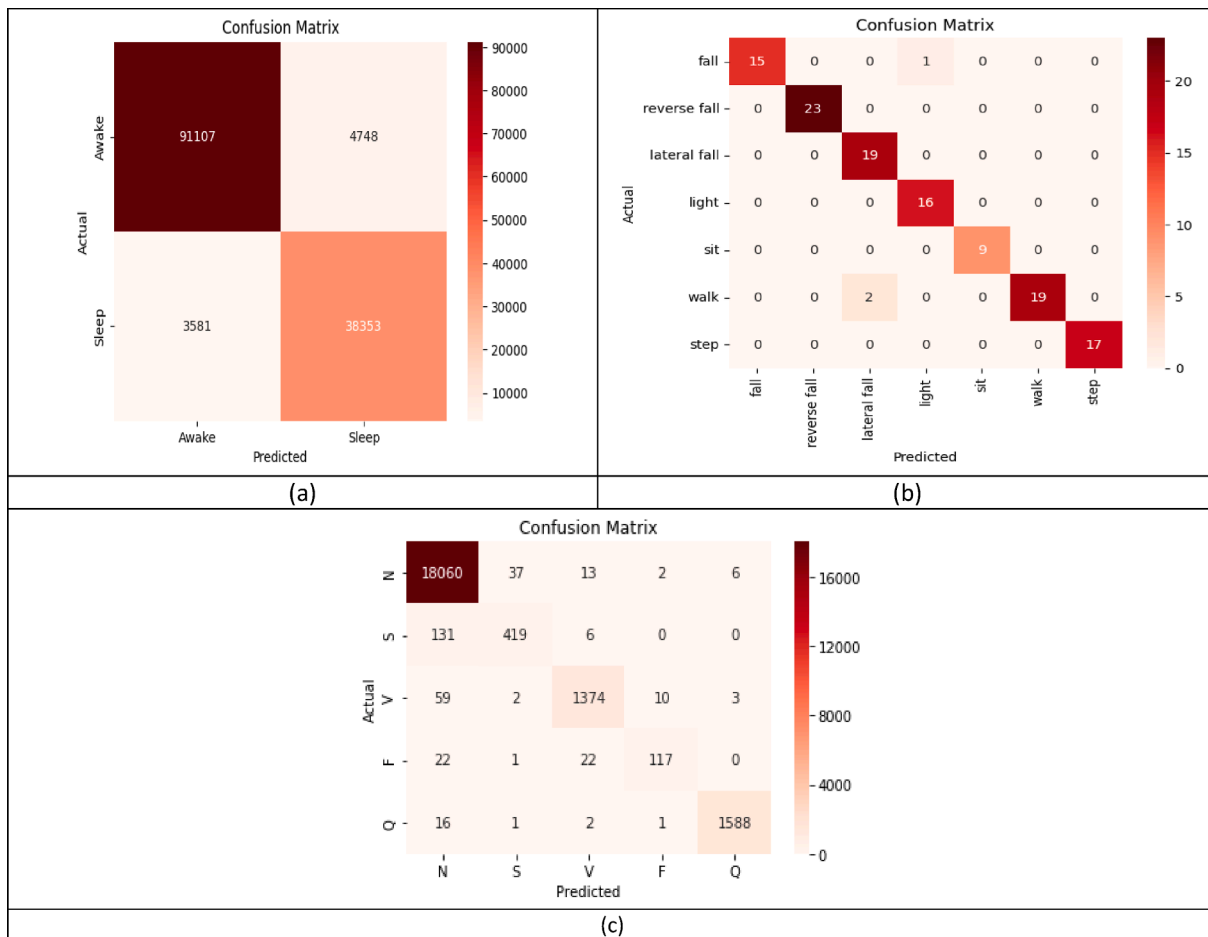 Confusion Matrix
90000
80000
70000
60000
50000
40000
30000
20000
10000
Awake
91107 4748
Actual
Sleep
3581 38353
Awake Sleep
Predicted
(a)
Confusion Matrix
fall 15 0 0 1 0 0 0
reverse fall 0 23 0 0 0 0 0
lateral fall 0 0 19 0 0 0 0
light 0 0 0 16 0 0 0
sit 0 0 0 0 9 0 0
walk 0 0 2 0 0 19 0
step 0 0 0 0 0 0 17
Actual
fall reverse fall lateral fall light sit walk step
Predicted
20
15
10
5
0
(b)
Confusion Matrix
N 18060 37 13 2 6
S 131 419 6 0 0
V 59 2 1374 10 3
F 22 1 22 117 0
Q 16 1 2 1 1588
Actual
N S V F Q
Predicted
16000
12000
8000
4000
0
(c)